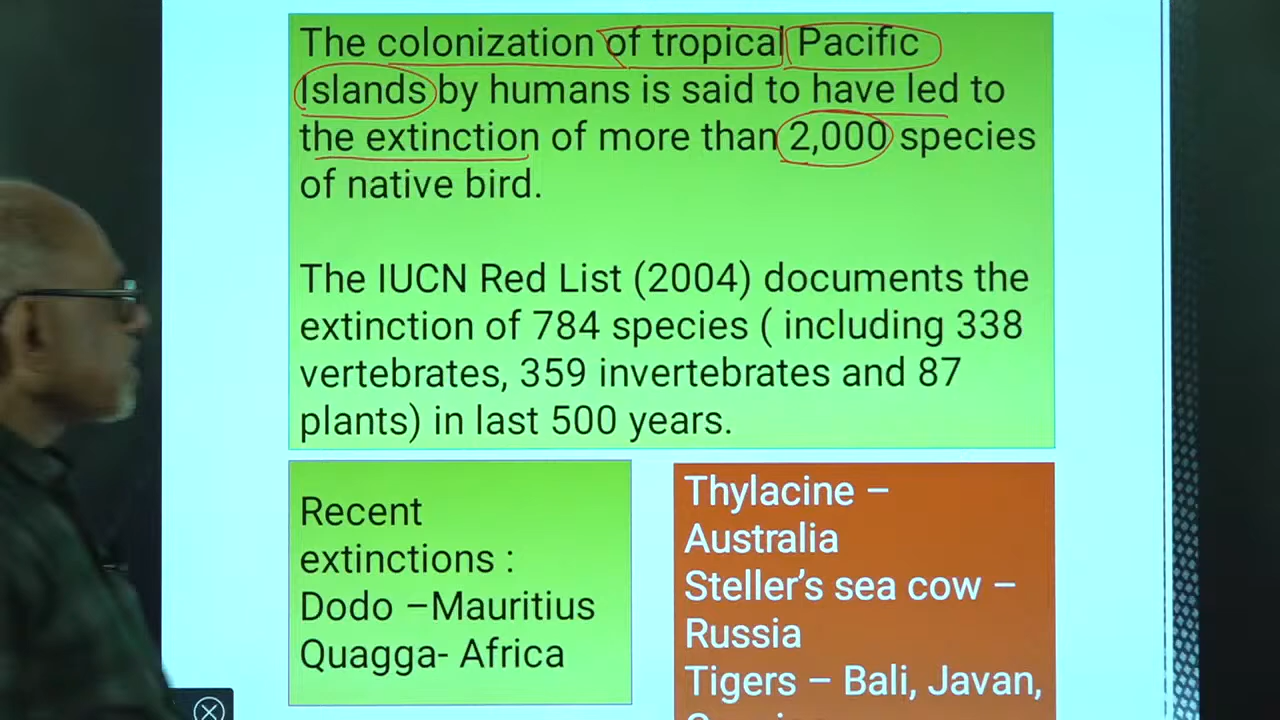 The colonization of tropical Pacific
Islands by humans is said to have led to
the extinction of more than 2,000 species
of native bird.
The IUCN Red List (2004) documents the
extinction of 784 species ( including 338
vertebrates, 359 invertebrates and 87
plants) in last 500 years.
Recent
extinctions :
Dodo –Mauritius
Quagga- Africa
Thylacine –
Australia
Steller’s sea cow –
Russia
Tigers – Bali, Javan,